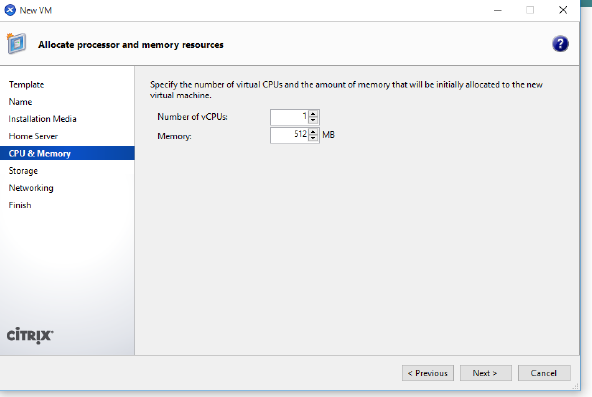 New VM
Allocate processor and memory resources
?
Template
Name
Installation Media
Home Server
CPU & Memory
Storage
Networking
Finish
Specify the number of virtual CPUs and the amount of memory that will be initially allocated to the new
virtual machine.
Number of vCPUs: 1
Memory: 512 MB
CITRIX
< Previous Next > Cancel